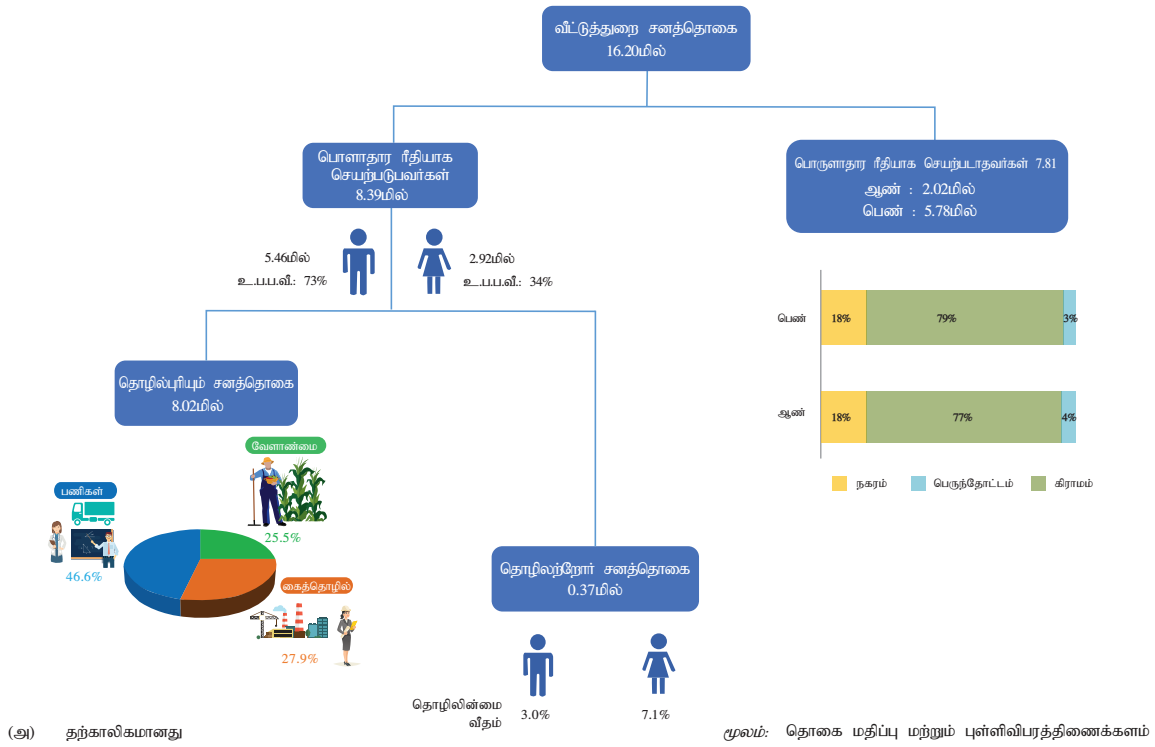 வீட்டுத்துறை சனத்தொகை
16.20மில்
பொளாதார ரீதியாக
செயற்படுபவர்கள்
8.39மில்
பொருளாதார ரீதியாக செயற்படாதவர்கள் 7.81
ஆண் : 2.02மில்
பெண் : 5.78மில்
5.46மில்
உ.ப.ப.வீ.: 73%
2.92மில்
உ.ப.ப.வீ.: 34%
பெண்
18%
79%
3%
ஆண்
18%
77%
4%
நகரம்
பெருந்தோட்டம்
கிராமம்
தொழில்புரியும் சனத்தொகை
8.02மில்
வேளாண்மை
25.5%
பணிகள்
46.6%
கைத்தொழில்
27.9%
தொழிலற்றோர் சனத்தொகை
0.37மில்
தொழிலின்மை
வீதம்
3.0%
7.1%
(அ) தற்காலிகமானது
மூலம்: தொகை மதிப்பு மற்றும் புள்ளிவிபரத்திணைக்களம்